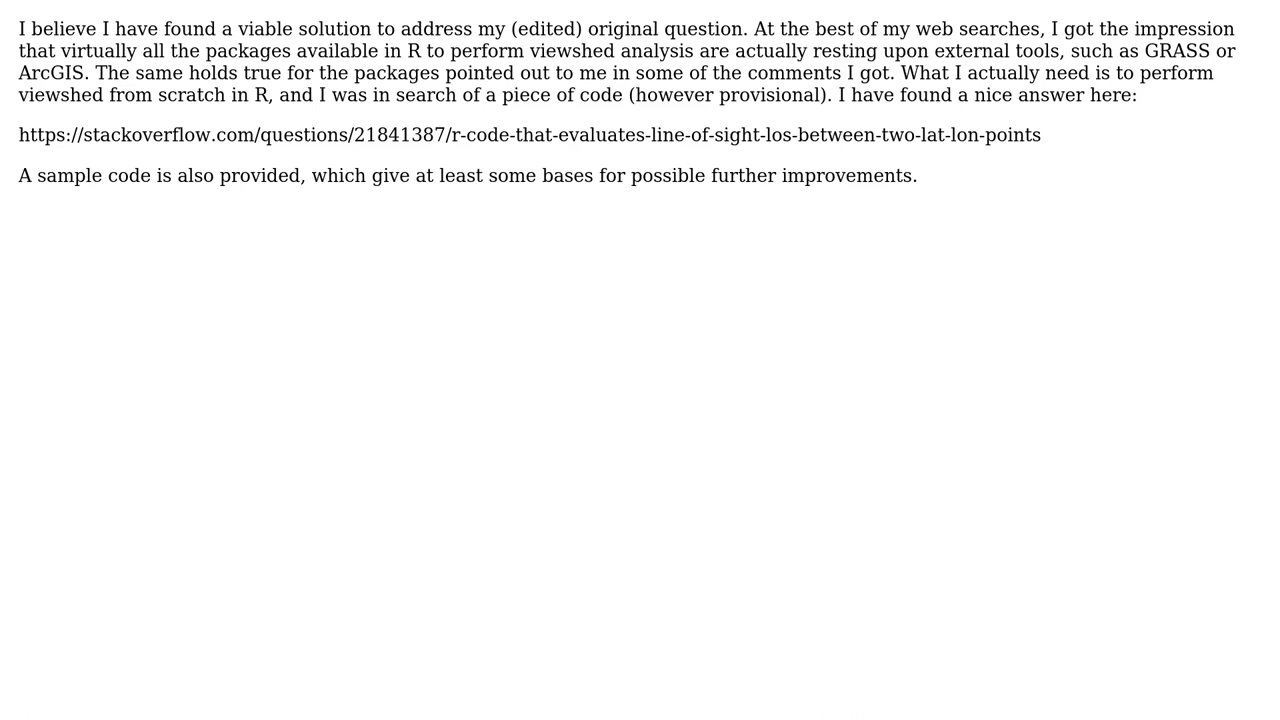 I believe I have found a viable solution to address my (edited) original question. At the best of my web searches, I got the impression
that virtually all the packages available in R to perform viewshed analysis are actually resting upon external tools, such as GRASS or
ArcGIS. The same holds true for the packages pointed out to me in some of the comments I got. What I actually need is to perform
viewshed from scratch in R, and I was in search of a piece of code (however provisional). I have found a nice answer here:
https://stackoverflow.com/questions/21841387/r-code-that-evaluates-line-of-sight-los-between-two-lat-lon-points
A sample code is also provided, which give at least some bases for possible further improvements.